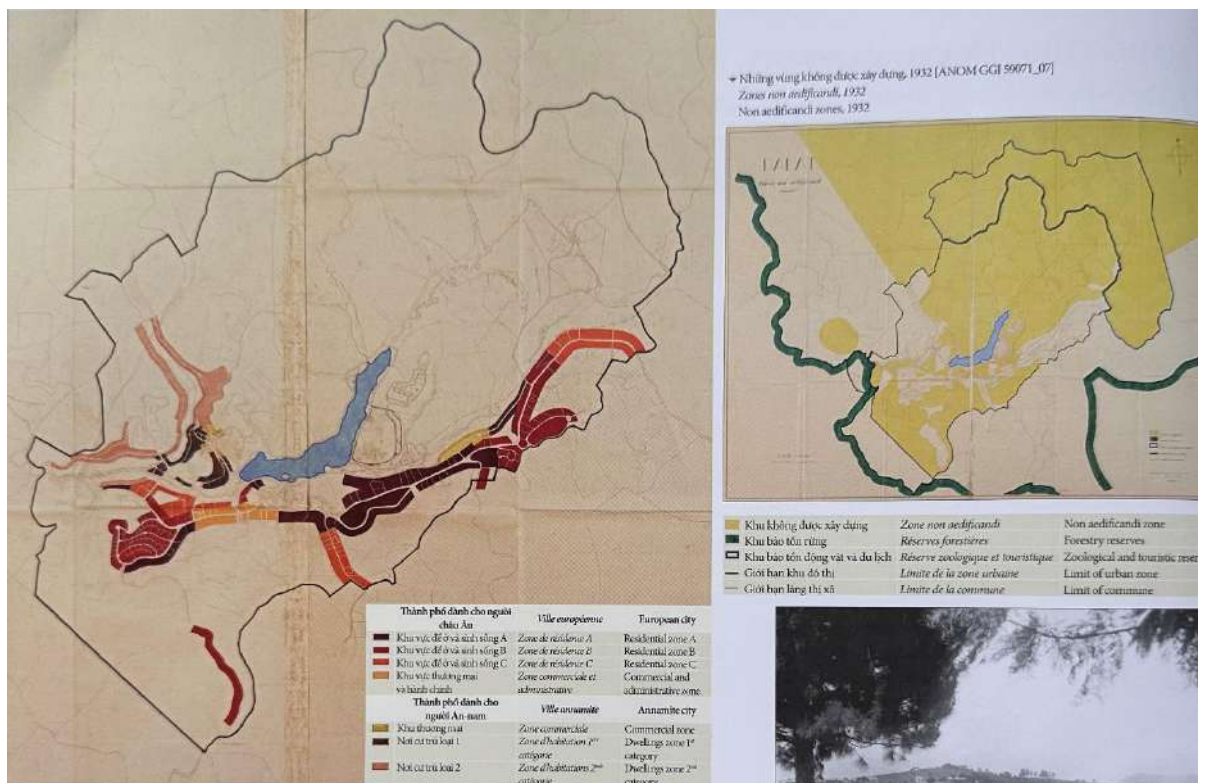 Những vùng không được xây dựng, 1932 [ANOM GGI 59071_07]
Zones non aedificandi, 1932
Non aedificandi zones, 1932
Khu không được xây dựng Zone non aedificandi Non aedificandi zone
Khu bảo tồn rừng Réserves forestières Forestry reserves
Khu bảo tồn động vật và du lịch Réserve zoologique et touristique Zoological and touristic reser
Giới hạn khu đô thị Limite de la zone urbaine Limit of urban zone
Giới hạn làng thị xã Limite de la commune Limit of commune
Thành phố dành cho người châu Âu Ville européenne European city
Khu vực để ở và sinh sống A Zone de résidence A Residential zone A
Khu vực để ở và sinh sống B Zone de résidence B Residential zone B
Khu vực để ở và sinh sống C Zone de résidence C Residential zone C
Khu vực thương mại và hành chính Zone commerciale et administrative Commercial and administrative zone
Thành phố dành cho người An-nam Ville annamite Annamite city
Khu thương mại Zone commerciale Commercial zone
Nơi cư trú loại 1 Zone d'habitation 1ère catégorie Dwellings zone 1st category
Nơi cư trú loại 2 Zone d'habitations 2ème catégorie Dwellings zone 2nd category